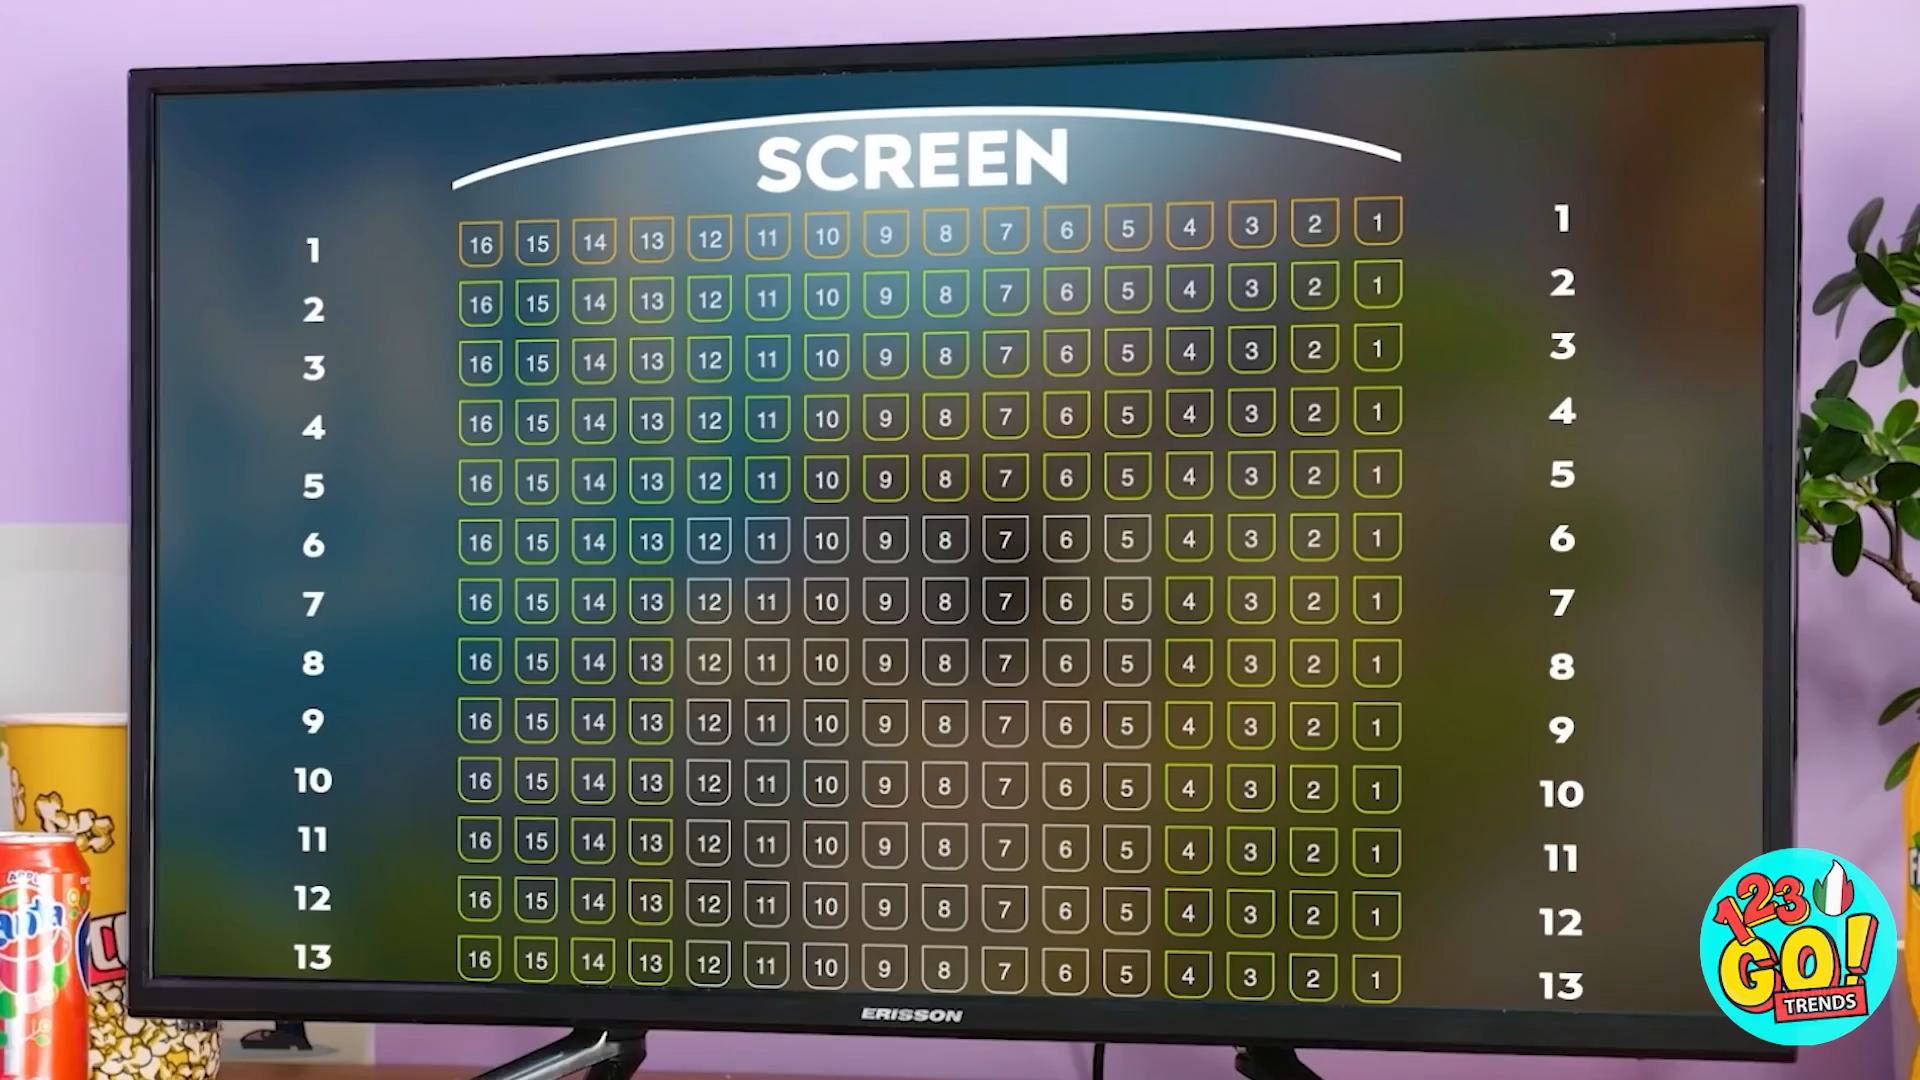 SCREEN
1 16 15 14 13 12 11 10 9 8 7 6 5 4 3 2 1 1
2 16 15 14 13 12 11 10 9 8 7 6 5 4 3 2 1 2
3 16 15 14 13 12 11 10 9 8 7 6 5 4 3 2 1 3
4 16 15 14 13 12 11 10 9 8 7 6 5 4 3 2 1 4
5 16 15 14 13 12 11 10 9 8 7 6 5 4 3 2 1 5
6 16 15 14 13 12 11 10 9 8 7 6 5 4 3 2 1 6
7 16 15 14 13 12 11 10 9 8 7 6 5 4 3 2 1 7
8 16 15 14 13 12 11 10 9 8 7 6 5 4 3 2 1 8
9 16 15 14 13 12 11 10 9 8 7 6 5 4 3 2 1 9
10 16 15 14 13 12 11 10 9 8 7 6 5 4 3 2 1 10
11 16 15 14 13 12 11 10 9 8 7 6 5 4 3 2 1 11
12 16 15 14 13 12 11 10 9 8 7 6 5 4 3 2 1 12
13 16 15 14 13 12 11 10 9 8 7 6 5 4 3 2 1 13
ERISSON
123
GO!
TRENDS